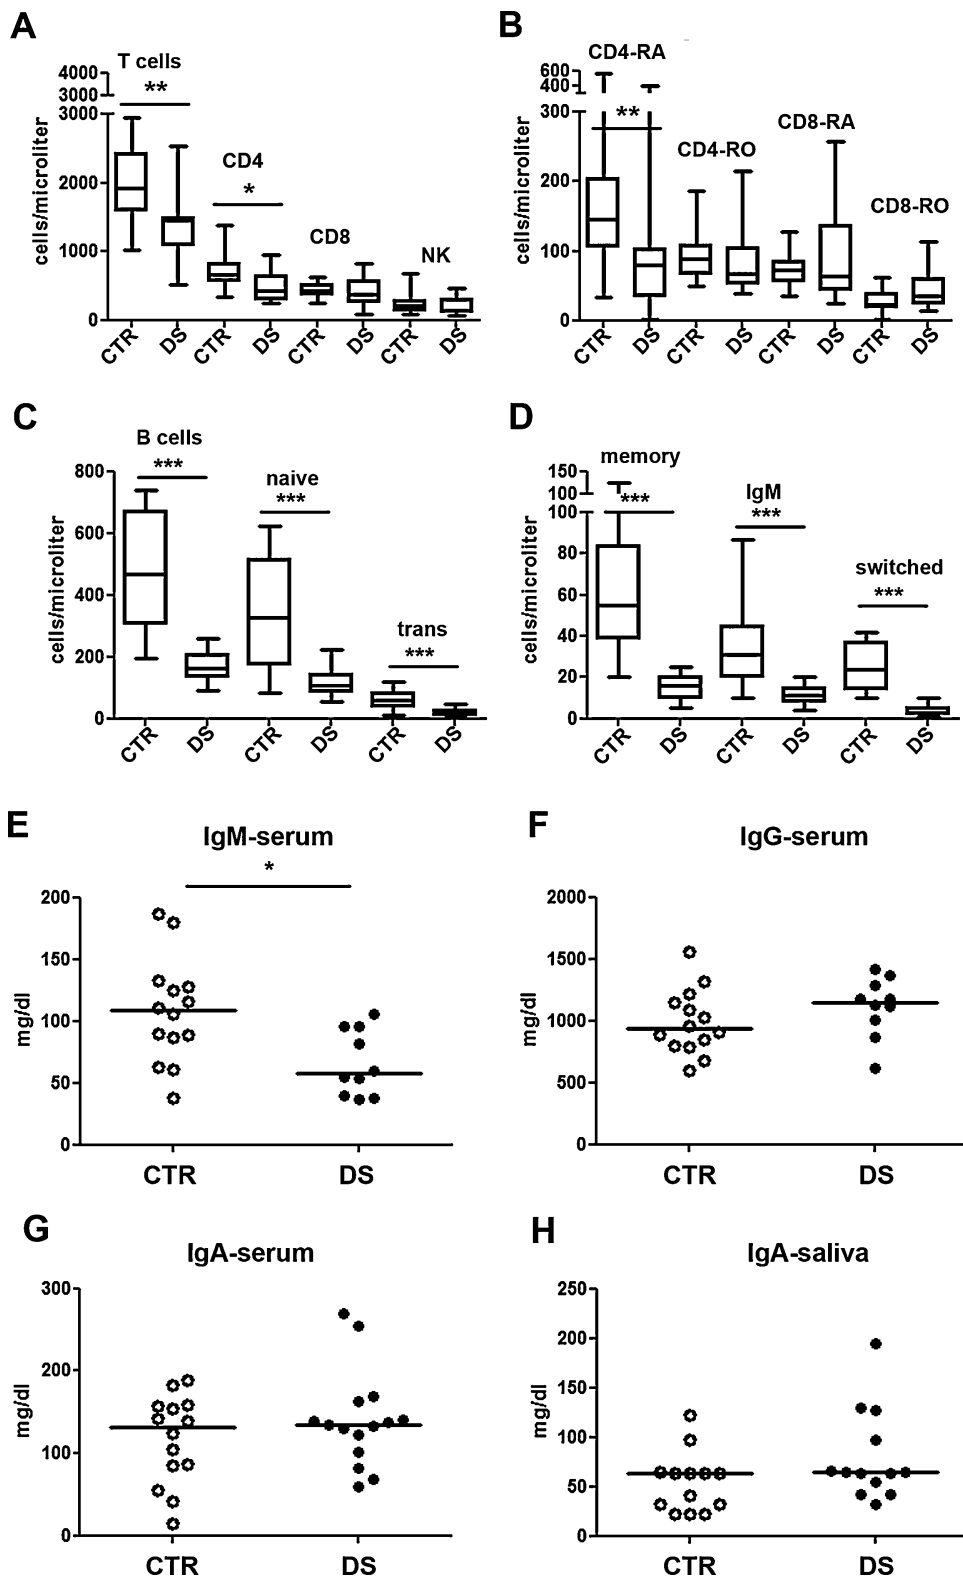 A
T cells
**
CD4
*
CD8
NK
cells/microliter
4000
3000
3000
2000
1000
0
CTR DS CTR DS CTR DS CTR DS
B
CD4-RA
**
CD4-RO
CD8-RA
CD8-RO
cells/microliter
600
400
300
200
100
0
CTR DS CTR DS CTR DS CTR DS
C
B cells
***
naive
***
trans
***
cells/microliter
800
600
400
200
0
CTR DS CTR DS CTR DS
D
memory
***
IgM
***
switched
***
cells/microliter
150
100
100
80
60
40
20
0
CTR DS CTR DS CTR DS
E
IgM-serum
*
mg/dl
200
150
100
50
0
CTR DS
F
IgG-serum
mg/dl
2000
1500
1000
500
0
CTR DS
G
IgA-serum
mg/dl
300
200
100
0
CTR DS
H
IgA-saliva
mg/dl
250
200
150
100
50
0
CTR DS